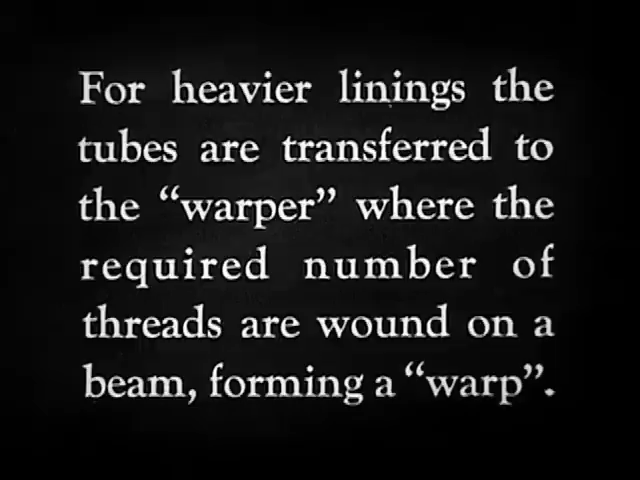 For heavier linings the
tubes are transferred to
the “warper” where the
required number of
threads are wound on a
beam, forming a “warp”.